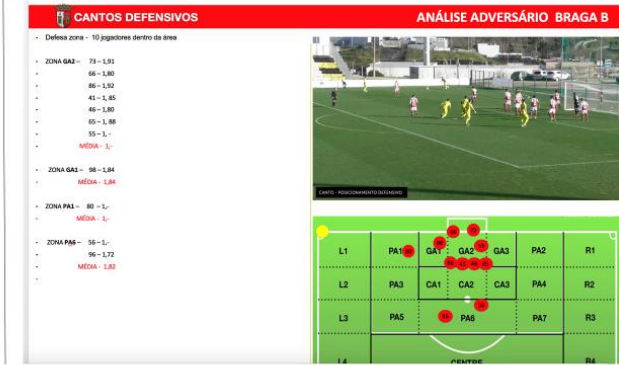 CANTOS DEFENSIVOS
ANÁLISE ADVERSÁRIO BRAGA B
- Defesa zona - 10 jogadores dentro da área
- ZONA GA2 – 73 – 1,91
- 66 – 1,80
- 86 – 1,92
- 41 – 1, 85
- 46 – 1,80
- 65 – 1, 88
- 55 – 1, -
- MÉDIA - 1,-
- ZONA GA1 – 98 – 1,84
- MÉDIA - 1,84
- ZONA PA1 – 80 – 1,-
- MÉDIA - 1,-
- ZONA PA6 – 56 – 1,-
- 96 – 1,72
- MÉDIA - 1,82
-
CANTO - POSICIONAMENTO DEFENSIVO
L1 PA1 GA1 GA2 GA3 PA2 R1
L2 PA3 CA1 CA2 CA3 PA4 R2
L3 PA5 PA6 PA7 R3
L4 CENTRE R4